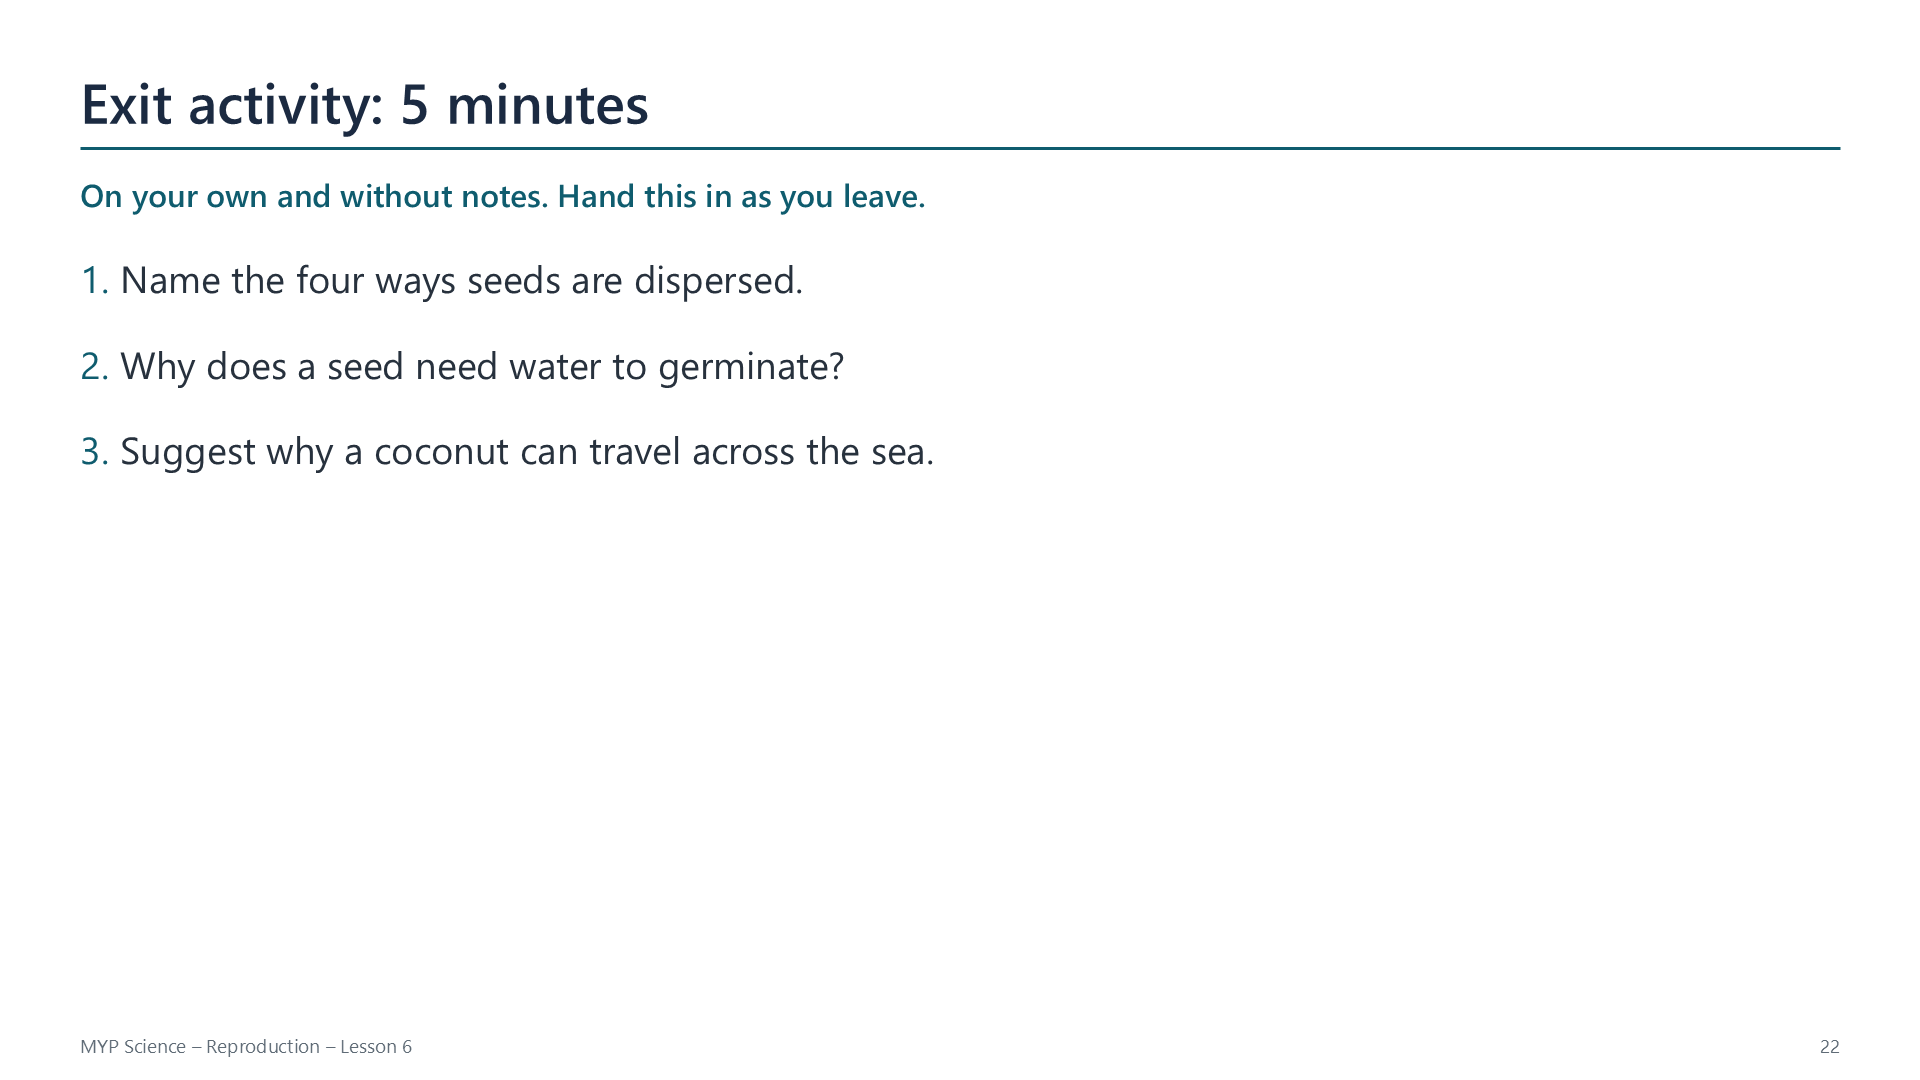 Exit activity: 5 minutes
On your own and without notes. Hand this in as you leave.
1. Name the four ways seeds are dispersed.
2. Why does a seed need water to germinate?
3. Suggest why a coconut can travel across the sea.
MYP Science – Reproduction – Lesson 6
22